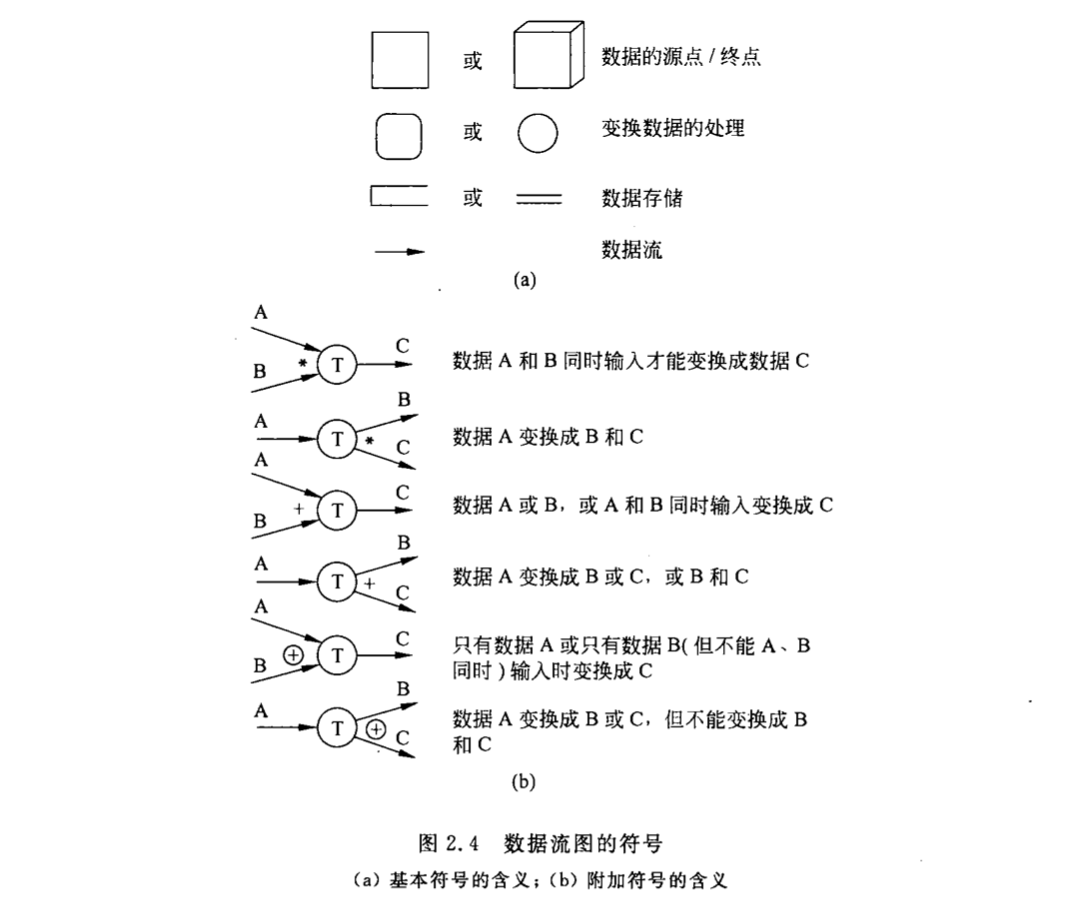 或 数据的源点 / 终点
或 变换数据的处理
或 数据存储
数据流
(a)
A
B * T C 数据 A 和 B 同时输入才能变换成数据 C
A T * B C 数据 A 变换成 B 和 C
A
B + T C 数据 A 或 B，或 A 和 B 同时输入变换成 C
A T + B C 数据 A 变换成 B 或 C，或 B 和 C
A
B ⊕ T C 只有数据 A 或只有数据 B( 但不能 A、B
同时 ) 输入时变换成 C
A T ⊕ B C 数据 A 变换成 B 或 C，但不能变换成 B
和 C
(b)
图 2.4 数据流图的符号
(a) 基本符号的含义；(b) 附加符号的含义